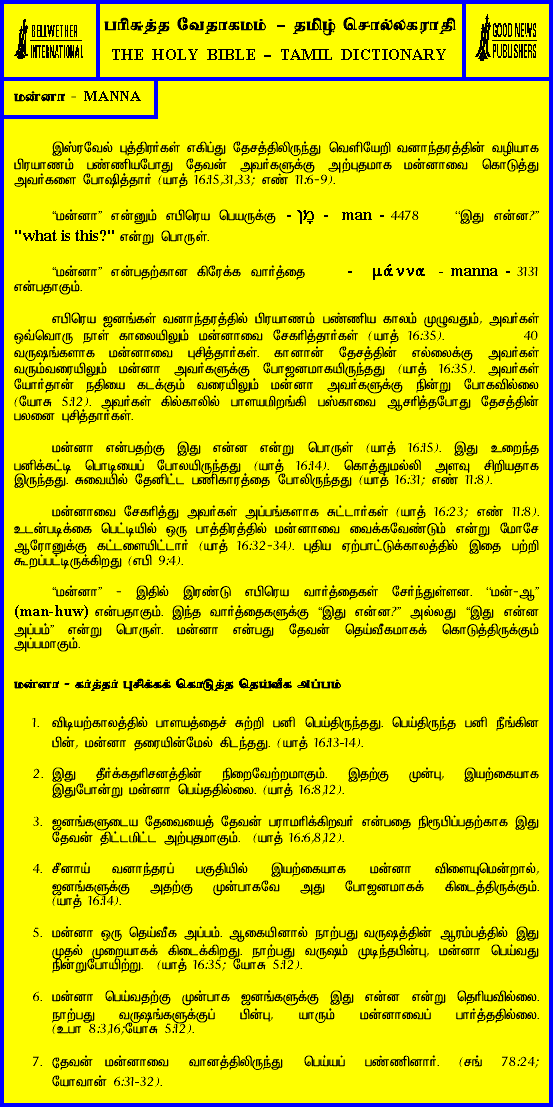 BELLWETHER
INTERNATIONAL
பரிசுத்த வேதாகமம் – தமிழ் சொல்லகராதி
THE HOLY BIBLE – TAMIL DICTIONARY
GOOD NEWS
PUBLISHERS
மன்னா - MANNA
இஸ்ரவேல் புத்திரர்கள் எகிப்து தேசத்திலிருந்து வெளியேறி வனாந்தரத்தின் வழியாக
பிரயாணம் பண்ணியபோது தேவன் அவர்களுக்கு அற்புதமாக மன்னாவை கொடுத்து
அவர்களை போஷித்தார் (யாத் 16:15,31,33; எண் 11:6-9).
“மன்னா” என்னும் எபிரெய பெயருக்கு - מָן - man - 4478 “இது என்ன?”
"what is this?" என்று பொருள்.
“மன்னா” என்பதற்கான கிரேக்க வார்த்தை - μάννα - manna - 3131
என்பதாகும்.
எபிரெய ஜனங்கள் வனாந்தரத்தில் பிரயாணம் பண்ணிய காலம் முழுவதும், அவர்கள்
ஒவ்வொரு நாள் காலையிலும் மன்னாவை சேகரித்தார்கள் (யாத் 16:35). 40
வருஷங்களாக மன்னாவை புசித்தார்கள். கானான் தேசத்தின் எல்லைக்கு அவர்கள்
வரும்வரையிலும் மன்னா அவர்களுக்கு போஜனமாகயிருந்தது (யாத் 16:35). அவர்கள்
யோர்தான் நதியை கடக்கும் வரையிலும் மன்னா அவர்களுக்கு நின்று போகவில்லை
(யோசு 5:12). அவர்கள் கில்காலில் பாளயமிறங்கி பஸ்காவை ஆசரித்தபோது தேசத்தின்
பலனை புசித்தார்கள்.
மன்னா என்பதற்கு இது என்ன என்று பொருள் (யாத் 16:15). இது உறைந்த
பனிக்கட்டி பொடியைப் போலயிருந்தது (யாத் 16:14). கொத்துமல்லி அளவு சிறியதாக
இருந்தது. சுவையில் தேனிட்ட பணிகாரத்தை போலிருந்தது (யாத் 16:31; எண் 11:8).
மன்னாவை சேகரித்து அவர்கள் அப்பங்களாக சுட்டார்கள் (யாத் 16:23; எண் 11:8).
உடன்படிக்கை பெட்டியில் ஒரு பாத்திரத்தில் மன்னாவை வைக்கவேண்டும் என்று மோசே
ஆரோனுக்கு கட்டளையிட்டார் (யாத் 16:32-34). புதிய ஏற்பாட்டுக்காலத்தில் இதை பற்றி
கூறப்பட்டிருக்கிறது (எபி 9:4).
“மன்னா” - இதில் இரண்டு எபிரெய வார்த்தைகள் சேர்ந்துள்ளன. “மன்-ஆ”
(man-huw) என்பதாகும். இந்த வார்த்தைகளுக்கு “இது என்ன?” அல்லது “இது என்ன
அப்பம்” என்று பொருள். மன்னா என்பது தேவன் தெய்வீகமாகக் கொடுத்திருக்கும்
அப்பமாகும்.
மன்னா - கர்த்தர் புசிக்கக் கொடுத்த தெய்வீக அப்பம்
1. விடியற்காலத்தில் பாளயத்தைச் சுற்றி பனி பெய்திருந்தது. பெய்திருந்த பனி நீங்கின
பின், மன்னா தரையின்மேல் கிடந்தது. (யாத் 16:13-14).
2. இது தீர்க்கதரிசனத்தின் நிறைவேற்றமாகும். இதற்கு முன்பு, இயற்கையாக
இதுபோன்று மன்னா பெய்ததில்லை. (யாத் 16:8,12).
3. ஜனங்களுடைய தேவையைத் தேவன் பராமரிக்கிறவர் என்பதை நிரூபிப்பதற்காக இது
தேவன் திட்டமிட்ட அற்புதமாகும். (யாத் 16:6,8,12).
4. சீனாய் வனாந்தரப் பகுதியில் இயற்கையாக மன்னா விளையுமென்றால்,
ஜனங்களுக்கு அதற்கு முன்பாகவே அது போஜனமாகக் கிடைத்திருக்கும்.
(யாத் 16:14).
5. மன்னா ஒரு தெய்வீக அப்பம். ஆகையினால் நாற்பது வருஷத்தின் ஆரம்பத்தில் இது
முதல் முறையாகக் கிடைக்கிறது. நாற்பது வருஷம் முடிந்தபின்பு, மன்னா பெய்வது
நின்றுபோயிற்று. (யாத் 16:35; யோசு 5:12).
6. மன்னா பெய்வதற்கு முன்பாக ஜனங்களுக்கு இது என்ன என்று தெரியவில்லை.
நாற்பது வருஷங்களுக்குப் பின்பு, யாரும் மன்னாவைப் பார்த்ததில்லை.
(உபா 8:3,16;யோசு 5:12).
7. தேவன் மன்னாவை வானத்திலிருந்து பெய்யப் பண்ணினார். (சங் 78:24;
யோவான் 6:31-32).